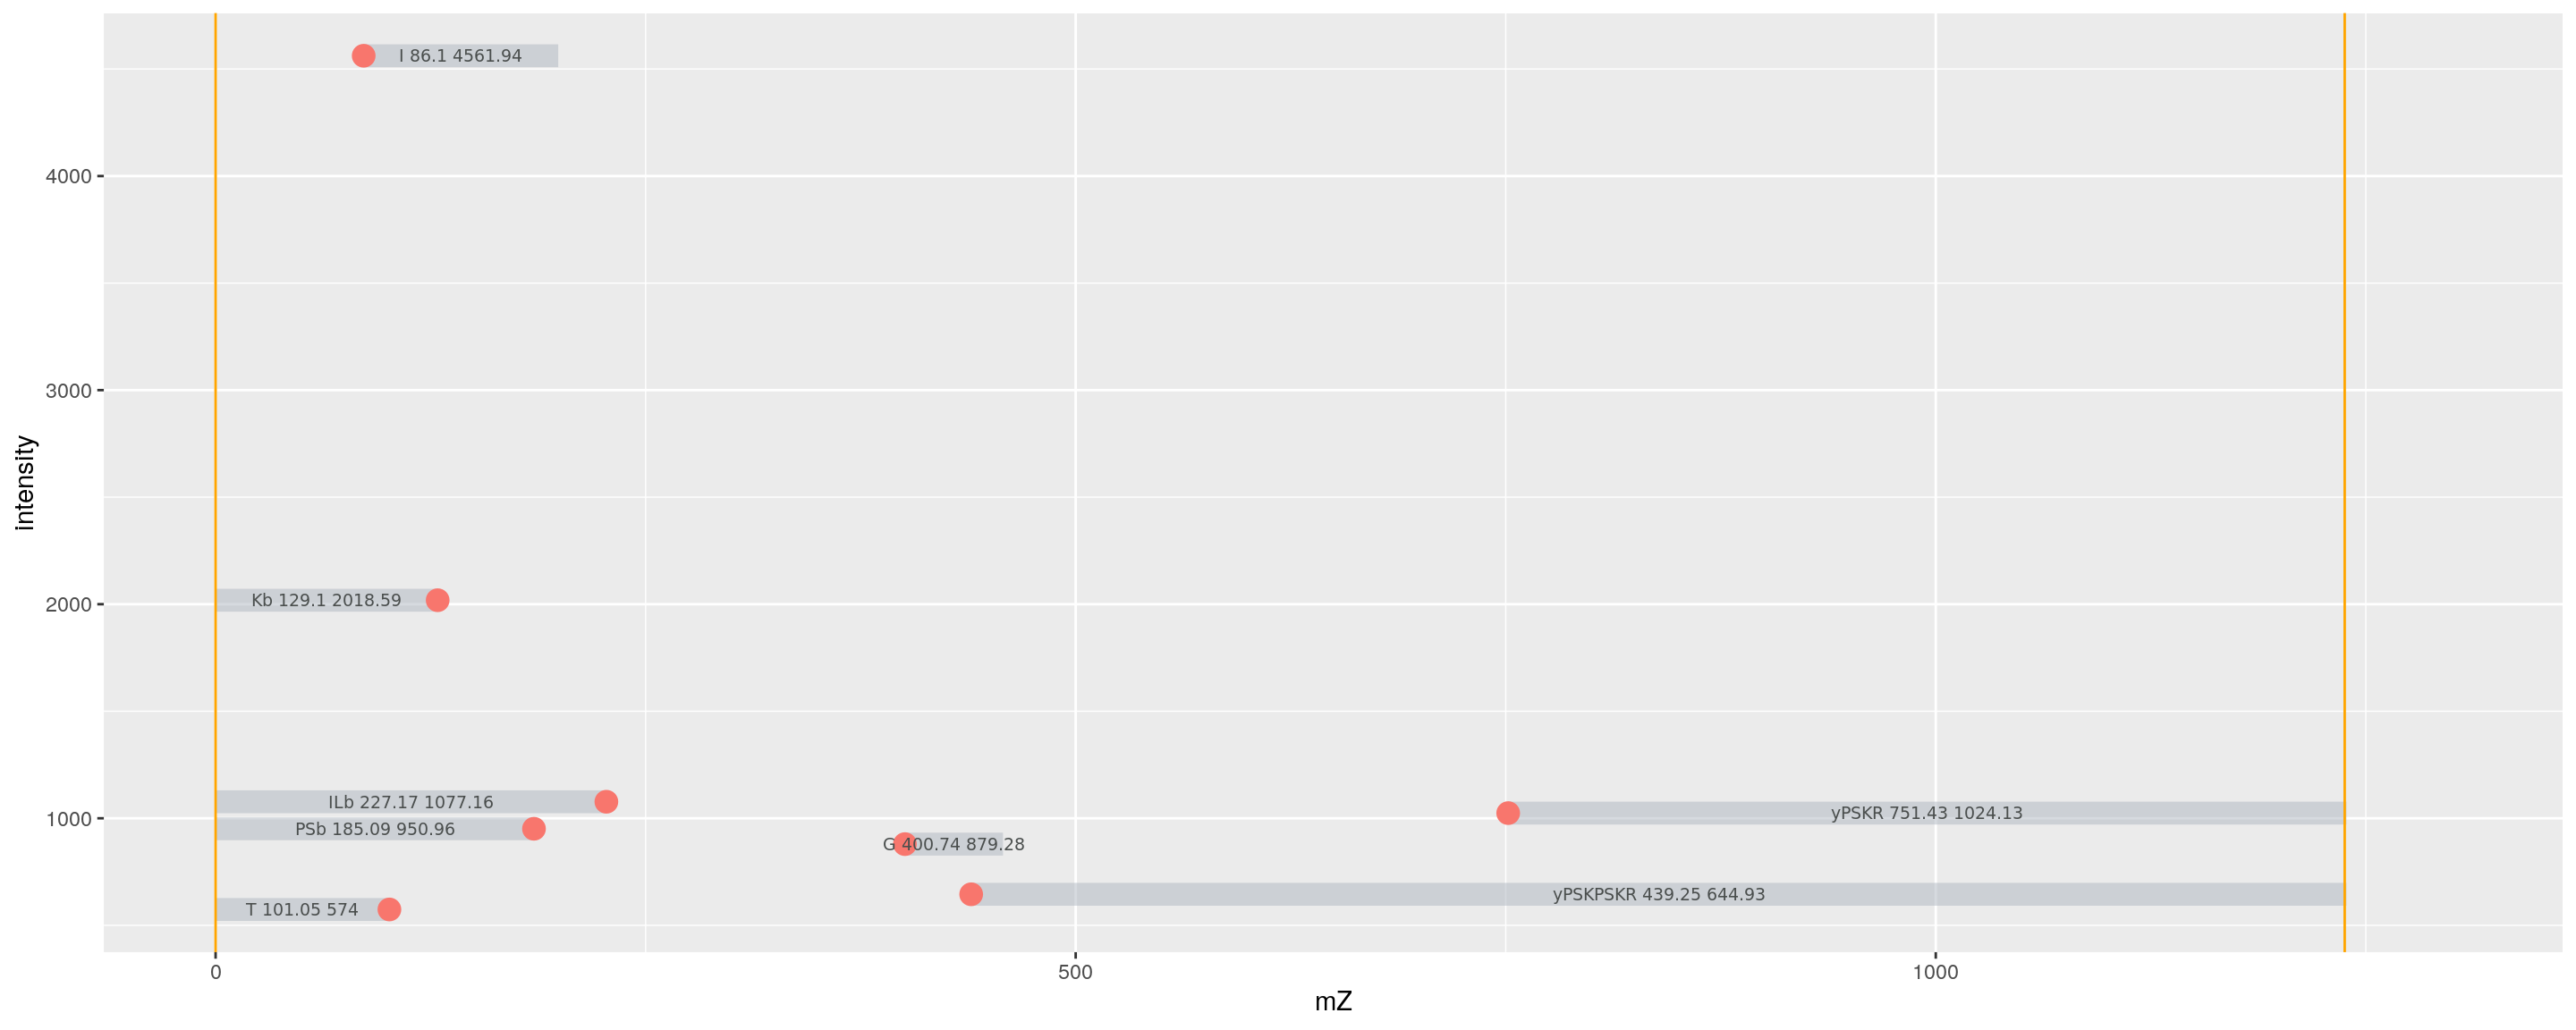 I 86.1 4561.94
4000
3000
intensity
Kb 129.1 2018.59
2000
ILb 227.17 1077.16
yPSKR 751.43 1024.13
1000
PSb 185.09 950.96
G 400.74 879.28
yPSKPSKR 439.25 644.93
T 101.05 574
0 500 1000
mZ